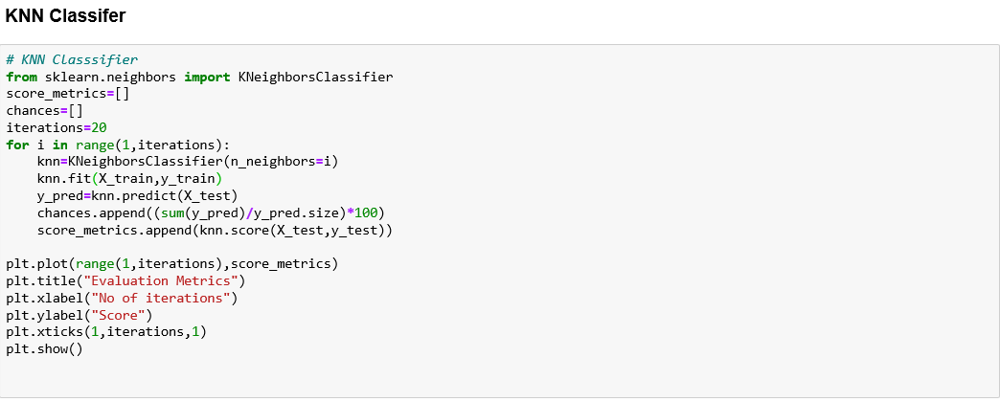 KNN Classifer
# KNN Classsifier
from sklearn.neighbors import KNeighborsClassifier
score_metrics=[]
chances=[]
iterations=20
for i in range(1,iterations):
    knn=KNeighborsClassifier(n_neighbors=i)
    knn.fit(X_train,y_train)
    y_pred=knn.predict(X_test)
    chances.append((sum(y_pred)/y_pred.size)*100)
    score_metrics.append(knn.score(X_test,y_test))
plt.plot(range(1,iterations),score_metrics)
plt.title("Evaluation Metrics")
plt.xlabel("No of iterations")
plt.ylabel("Score")
plt.xticks(1,iterations,1)
plt.show()